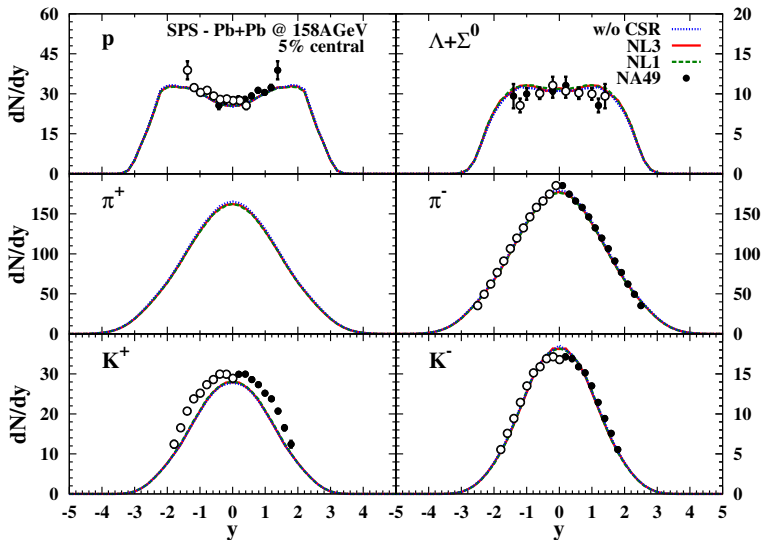 p SPS - Pb+Pb @ 158AGeV
5% central
Λ+Σ⁰
w/o CSR
NL3
NL1
NA49
dN/dy
60
45
30
15
0
20
15
10
5
0
π⁺
π⁻
dN/dy
150
100
50
0
150
100
50
0
K⁺
K⁻
dN/dy
30
20
10
0
15
10
5
0
-5 -4 -3 -2 -1 0 1 2 3 4
-5 -4 -3 -2 -1 0 1 2 3 4 5
y
y